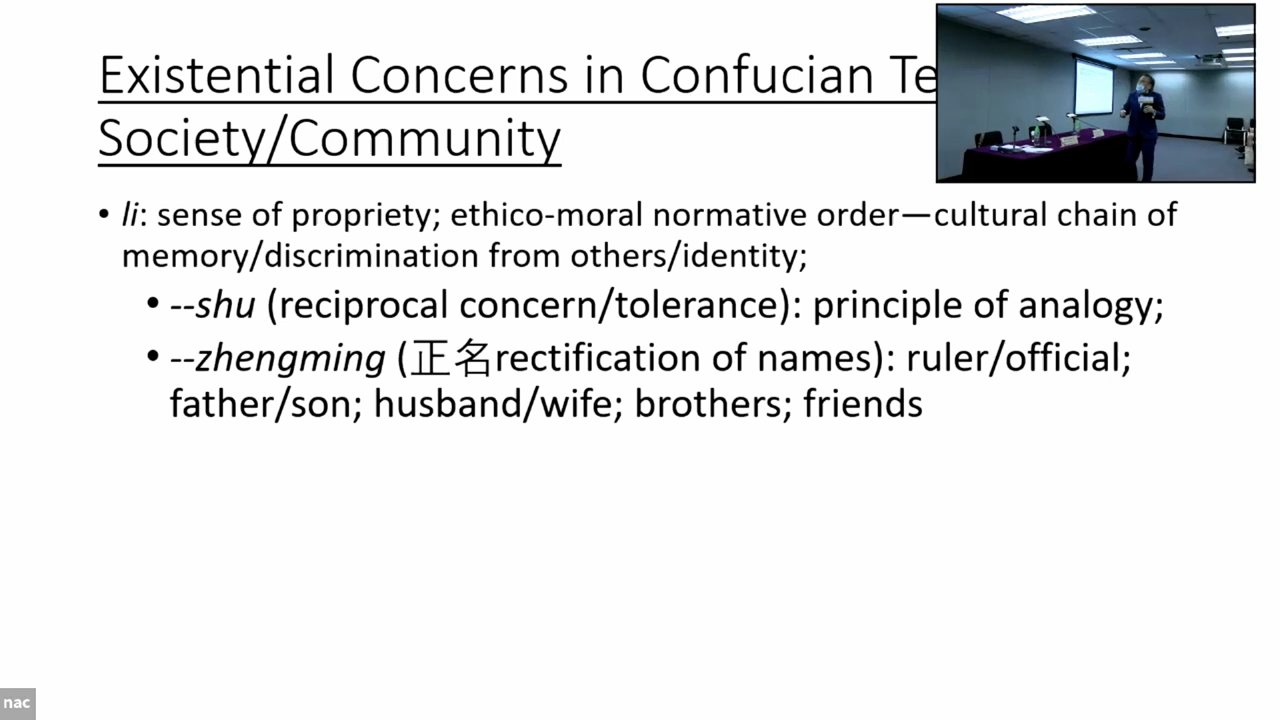 Existential Concerns in Confucian Te
Society/Community
• li: sense of propriety; ethico-moral normative order—cultural chain of
memory/discrimination from others/identity;
• --shu (reciprocal concern/tolerance): principle of analogy;
• --zhengming (正名rectification of names): ruler/official;
father/son; husband/wife; brothers; friends
nac